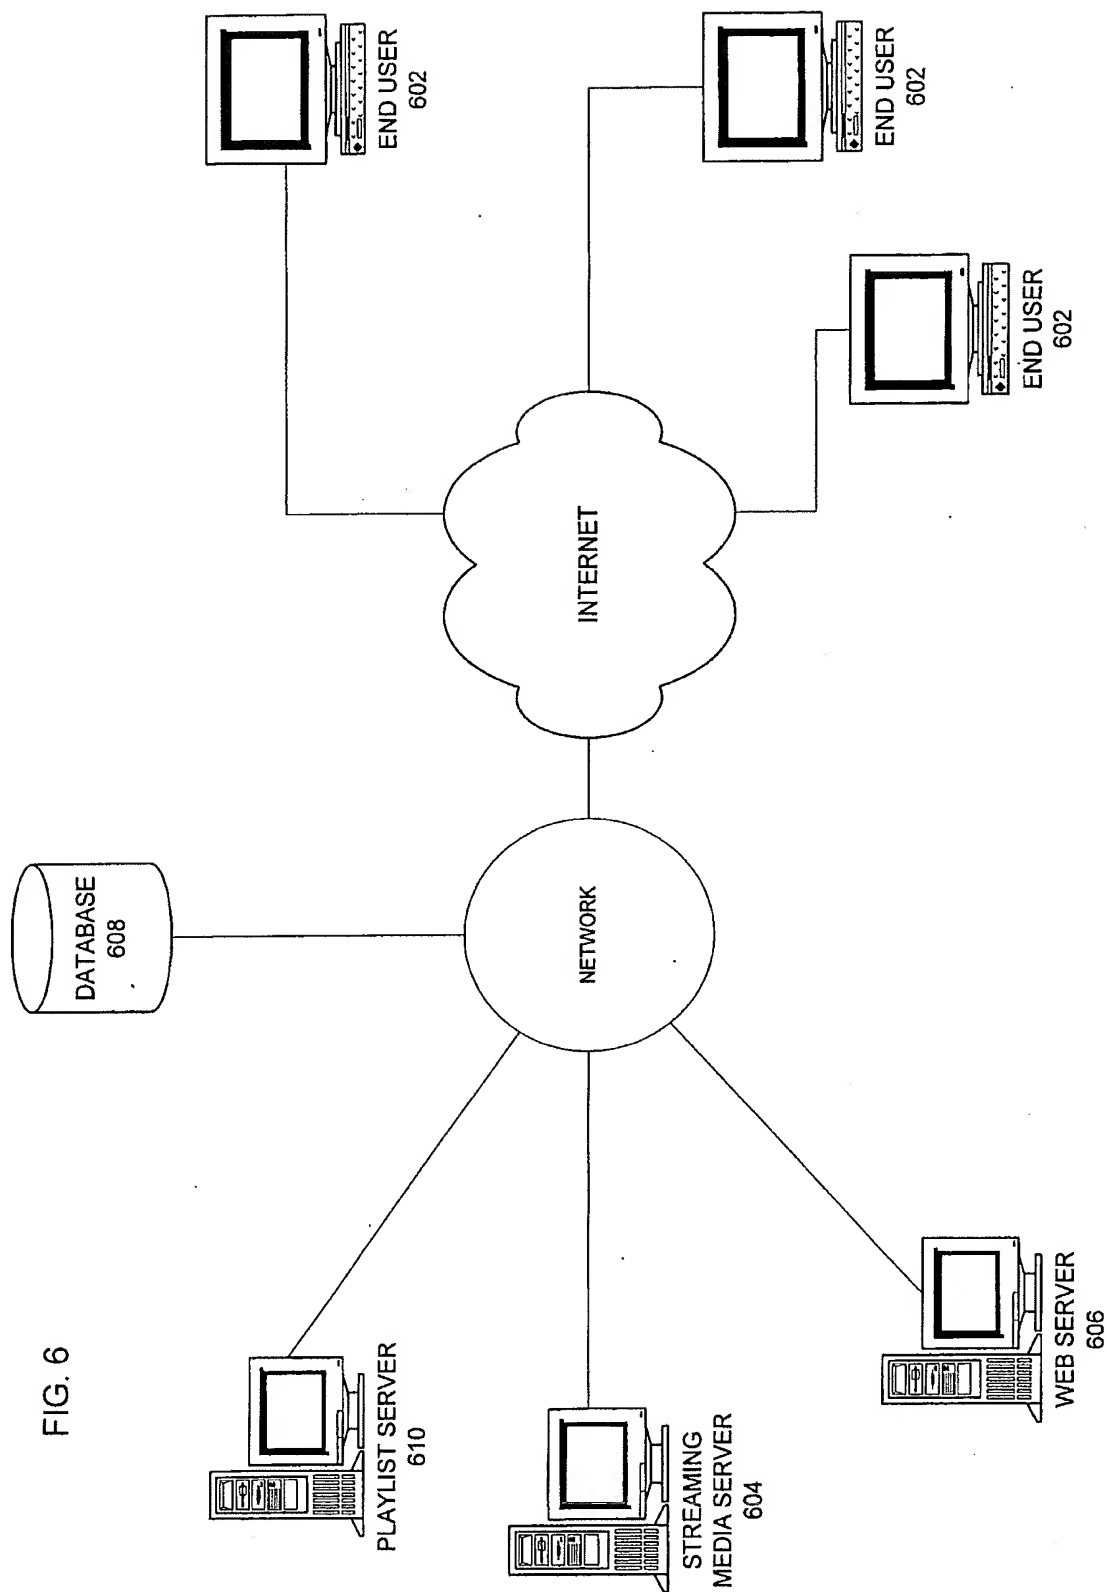 FIG. 6
DATABASE
608
PLAYLIST SERVER
610
STREAMING
MEDIA SERVER
604
WEB SERVER
606
NETWORK
INTERNET
END USER
602
END USER
602
END USER
602